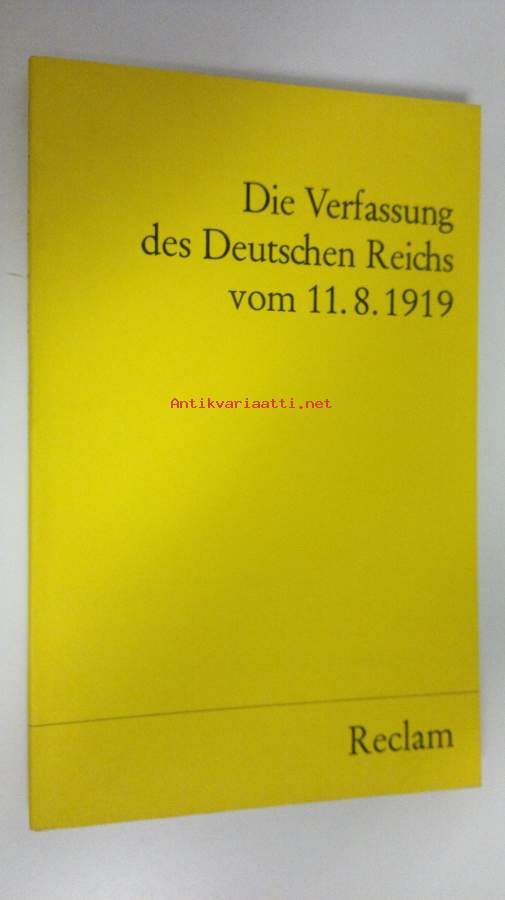 Die Verfassung
des Deutschen Reichs
vom 11.8.1919
Antikvariaatti.net
Reclam